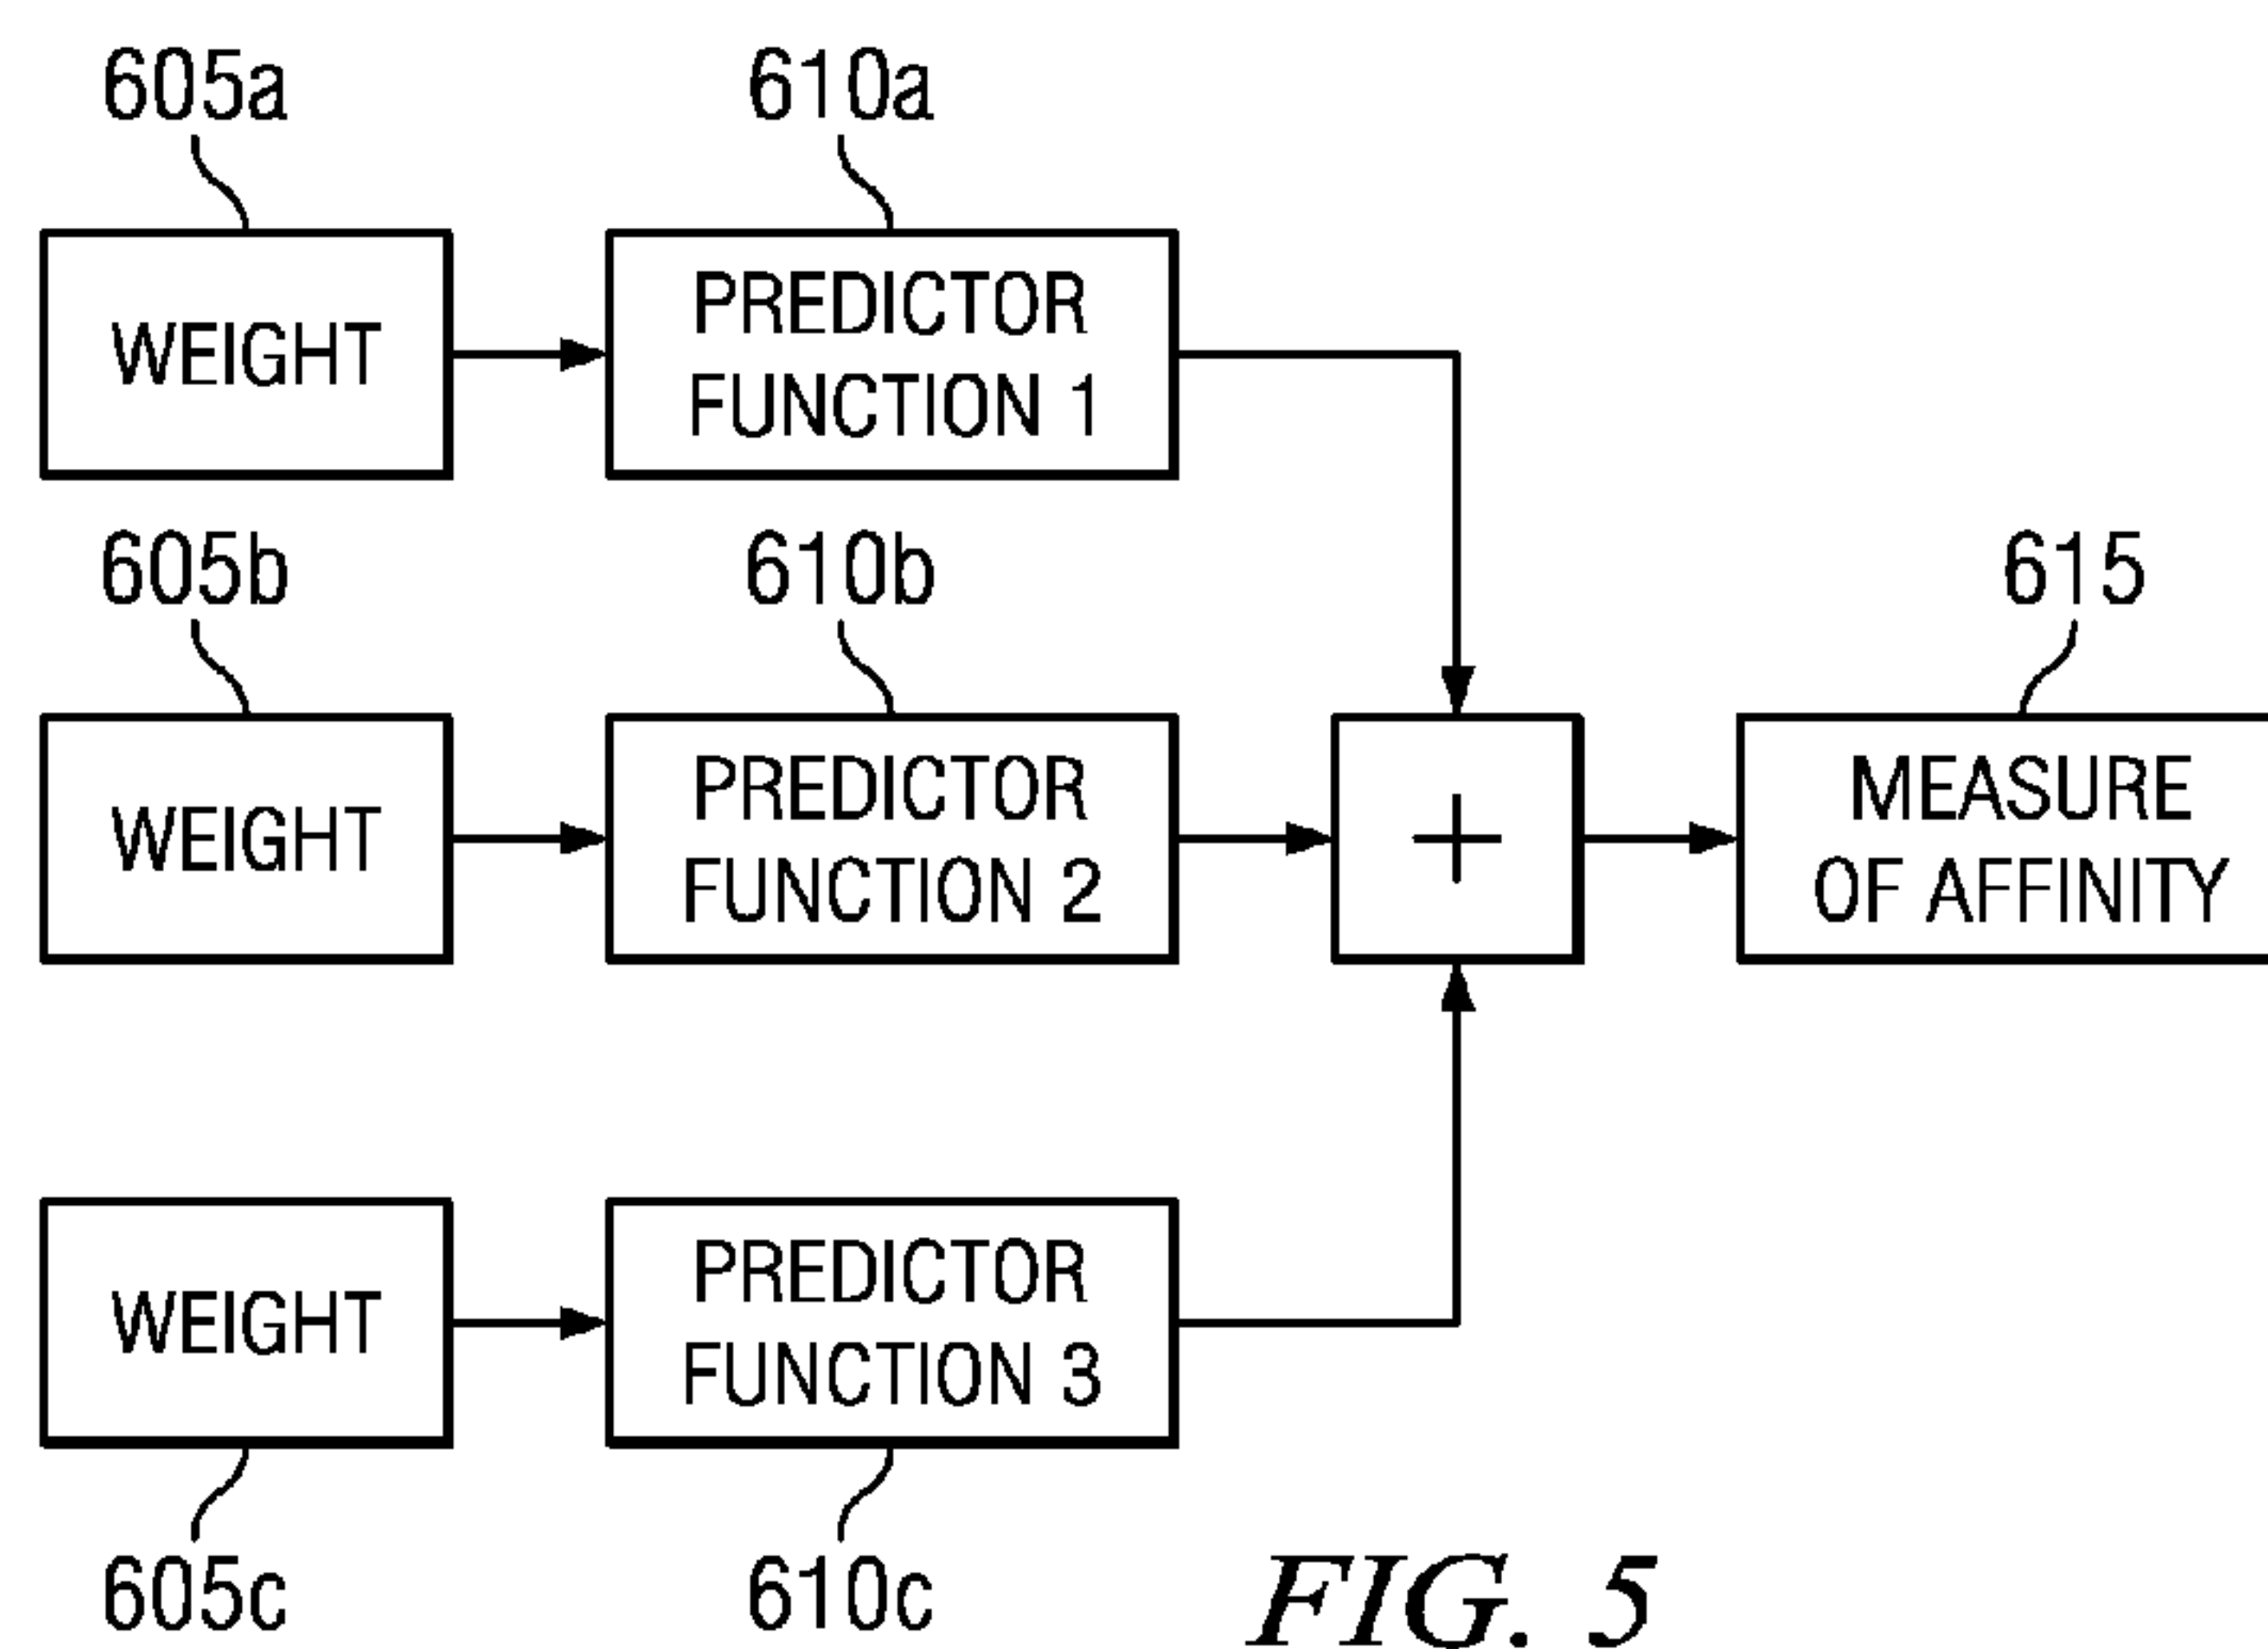 605a
610a
WEIGHT
PREDICTOR
FUNCTION 1
605b
610b
615
WEIGHT
PREDICTOR
FUNCTION 2
+
MEASURE
OF AFFINITY
WEIGHT
PREDICTOR
FUNCTION 3
605c
610c
FIG. 5